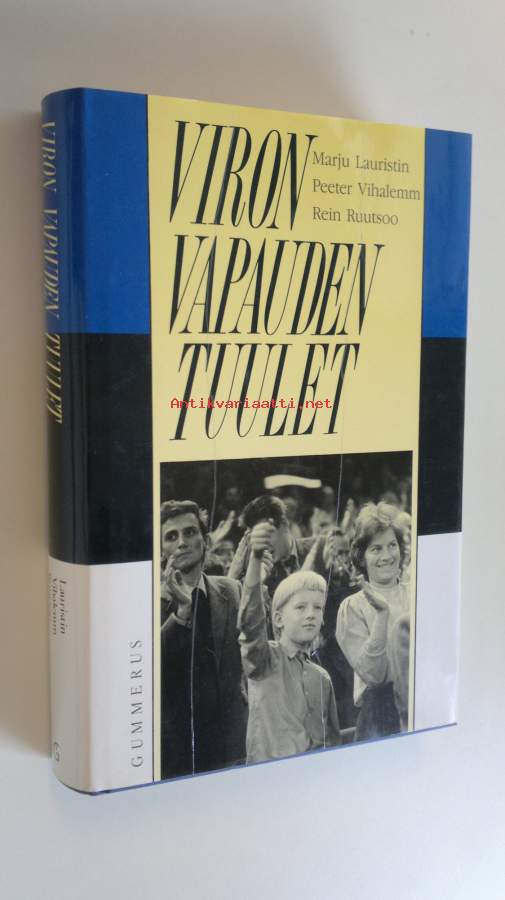 VIRON
VAPAUDEN
TUULET
Marju Lauristin
Peeter Vihalemm
Rein Ruutsoo
Antikvariaatti.net
GUMMERUS
VIRON VAPAUDEN TUULET
Lauristin
Vihalemm